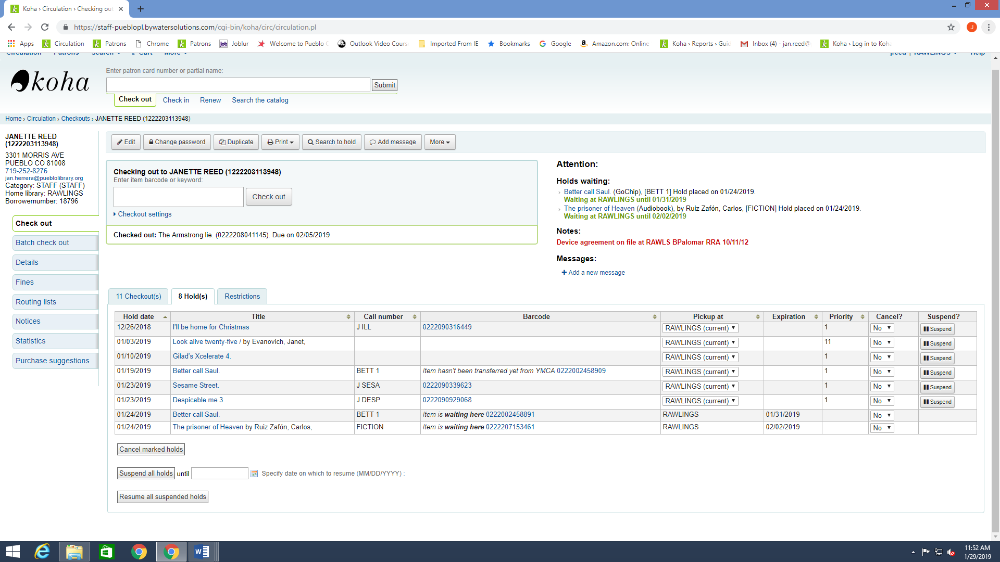 Koha › Circulation › Checking out
https://staff-pueblopl.bywatersolutions.com/cgi-bin/koha/circ/circulation.pl
J
Apps Circulation Patrons Chrome Patrons Joblur Welcome to Pueblo Outlook Video Cours Imported From IE Bookmarks Google Amazon.com: Online Koha › Reports › Guid Inbox (4) - jan.reed@ Koha › Log in to Koha
Circulation Patrons Search Cart More jreed | RAWLINGS Help
koha
Enter patron card number or partial name:
Submit
Check out Check in Renew Search the catalog
Home › Circulation › Checkouts › JANETTE REED (1222203113948)
JANETTE REED
(1222203113948)
3301 MORRIS AVE
PUEBLO CO 81008
719-252-8276
jan.herrera@pueblolibrary.org
Category: STAFF (STAFF)
Home library: RAWLINGS
Borrowernumber: 18796
Check out
Batch check out
Details
Fines
Routing lists
Notices
Statistics
Purchase suggestions
Edit Change password Duplicate Print Search to hold Add message More
Checking out to JANETTE REED (1222203113948)
Enter item barcode or keyword:
Check out
Checkout settings
Checked out: The Armstrong lie. (0222208041145). Due on 02/05/2019
Attention:
Holds waiting:
Better call Saul. (GoChip), [BETT 1] Hold placed on 01/24/2019.
Waiting at RAWLINGS until 01/31/2019
The prisoner of Heaven (Audiobook), by Ruiz Zafón, Carlos, [FICTION] Hold placed on 01/24/2019.
Waiting at RAWLINGS until 02/02/2019
Notes:
Device agreement on file at RAWLS BPalomar RRA 10/11/12
Messages:
Add a new message
11 Checkout(s) 8 Hold(s) Restrictions
Hold date Title Call number Barcode Pickup at Expiration Priority Cancel? Suspend?
12/26/2018 I'll be home for Christmas J ILL 0222090316449 RAWLINGS (current) 1 No Suspend
01/03/2019 Look alive twenty-five / by Evanovich, Janet, RAWLINGS (current) 11 No Suspend
01/10/2019 Gilad's Xcelerate 4. RAWLINGS (current) 1 No Suspend
01/19/2019 Better call Saul. BETT 1 Item hasn't been transferred yet from YMCA 0222002458909 RAWLINGS (current) 1 No Suspend
01/23/2019 Sesame Street. J SESA 0222090339623 RAWLINGS (current) 1 No Suspend
01/23/2019 Despicable me 3 J DESP 0222090929068 RAWLINGS (current) 1 No Suspend
01/24/2019 Better call Saul. BETT 1 Item is waiting here 0222002458891 RAWLINGS 01/31/2019 No
01/24/2019 The prisoner of Heaven by Ruiz Zafón, Carlos, FICTION Item is waiting here 0222207153461 RAWLINGS 02/02/2019 No
Cancel marked holds
Suspend all holds until Specify date on which to resume (MM/DD/YYYY) :
Resume all suspended holds
11:52 AM
1/29/2019